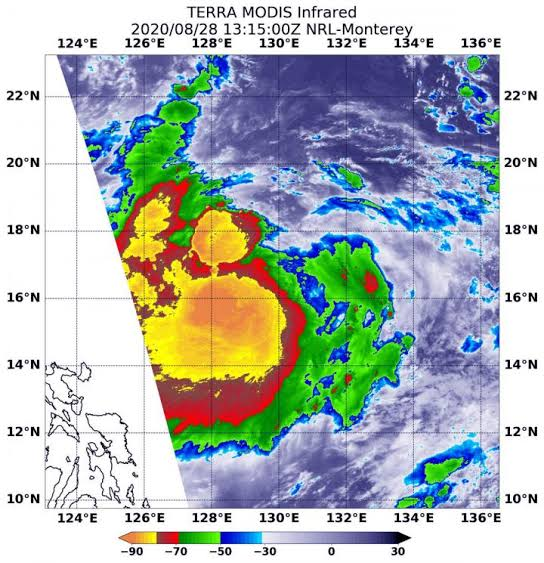 TERRA MODIS Infrared
2020/08/28 13:15:00Z NRL-Monterey
124°E 126°E 128°E 130°E 132°E 134°E 136°E
22°N 22°N
20°N 20°N
18°N 18°N
16°N 16°N
14°N 14°N
12°N 12°N
10°N 10°N
124°E 126°E 128°E 130°E 132°E 134°E 136°E
−90 −70 −50 −30 0 30